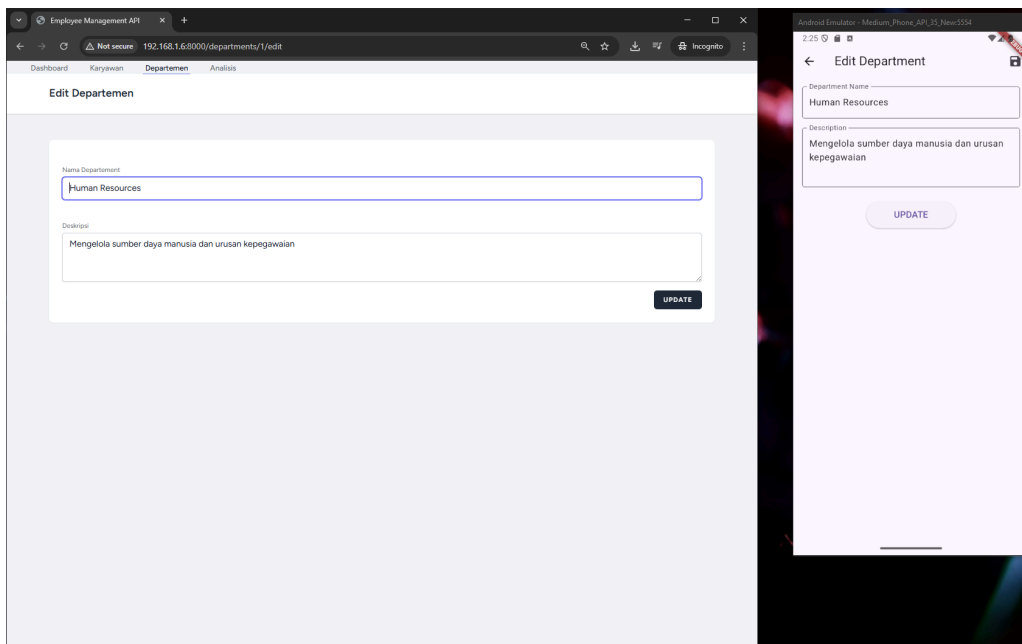 Employee Management API
Not secure
192.168.1.6:8000/departments/1/edit
Incognito
Dashboard Karyawan Departemen Analisis
Edit Departemen
Nama Departement
Human Resources
Deskripsi
Mengelola sumber daya manusia dan urusan kepegawaian
UPDATE
Android Emulator - Medium_Phone_API_35_New:5554
2:25
Edit Department
Department Name
Human Resources
Description
Mengelola sumber daya manusia dan urusan
kepegawaian
UPDATE